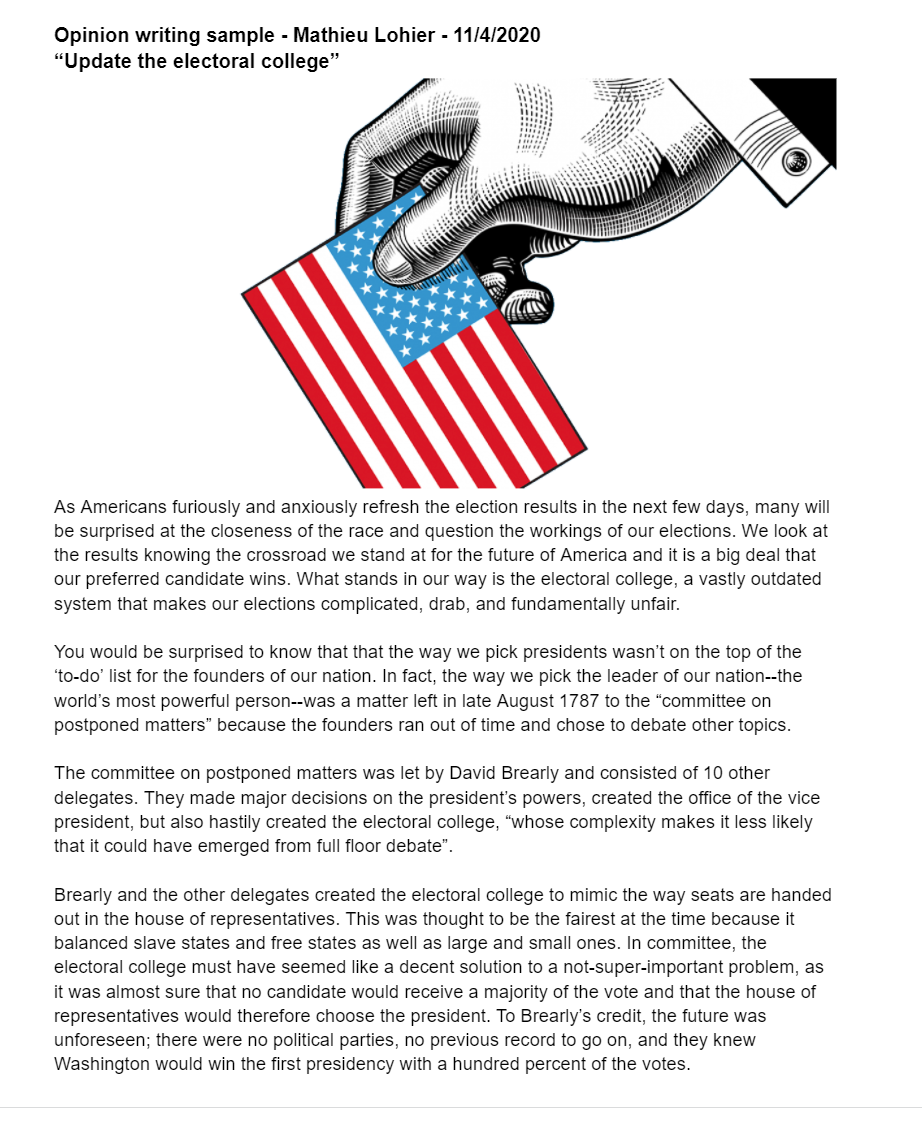 Opinion writing sample - Mathieu Lohier - 11/4/2020
“Update the electoral college”
As Americans furiously and anxiously refresh the election results in the next few days, many will
be surprised at the closeness of the race and question the workings of our elections. We look at
the results knowing the crossroad we stand at for the future of America and it is a big deal that
our preferred candidate wins. What stands in our way is the electoral college, a vastly outdated
system that makes our elections complicated, drab, and fundamentally unfair.
You would be surprised to know that that the way we pick presidents wasn’t on the top of the
‘to-do’ list for the founders of our nation. In fact, the way we pick the leader of our nation--the
world’s most powerful person--was a matter left in late August 1787 to the “committee on
postponed matters” because the founders ran out of time and chose to debate other topics.
The committee on postponed matters was let by David Brearly and consisted of 10 other
delegates. They made major decisions on the president’s powers, created the office of the vice
president, but also hastily created the electoral college, “whose complexity makes it less likely
that it could have emerged from full floor debate”.
Brearly and the other delegates created the electoral college to mimic the way seats are handed
out in the house of representatives. This was thought to be the fairest at the time because it
balanced slave states and free states as well as large and small ones. In committee, the
electoral college must have seemed like a decent solution to a not-super-important problem, as
it was almost sure that no candidate would receive a majority of the vote and that the house of
representatives would therefore choose the president. To Brearly’s credit, the future was
unforeseen; there were no political parties, no previous record to go on, and they knew
Washington would win the first presidency with a hundred percent of the votes.